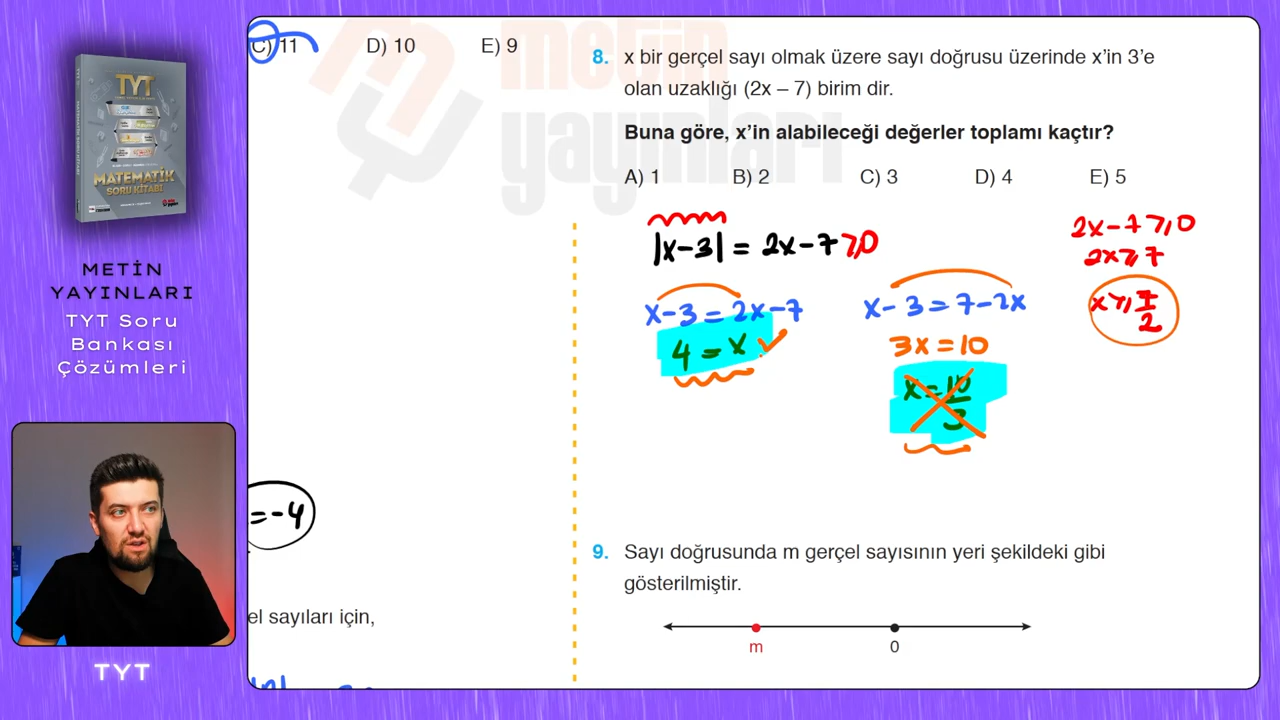 TYT
MATEMATİK
SORU KİTABI
METİN
YAYINLARI
TYT Soru
Bankası
Çözümleri
TYT
metin
yayınları
C) 11 D) 10 E) 9
= -4
el sayıları için,
8. x bir gerçel sayı olmak üzere sayı doğrusu üzerinde x'in 3'e
olan uzaklığı (2x – 7) birim dir.
Buna göre, x'in alabileceği değerler toplamı kaçtır?
A) 1 B) 2 C) 3 D) 4 E) 5
|x-3| = 2x-7 ≥ 0
x-3 = 2x-7
4 = x
x-3 = 7-2x
3x = 10
x = 10/3
2x-7 ≥ 0
2x ≥ 7
x ≥ 7/2
9. Sayı doğrusunda m gerçel sayısının yeri şekildeki gibi
gösterilmiştir.
m 0